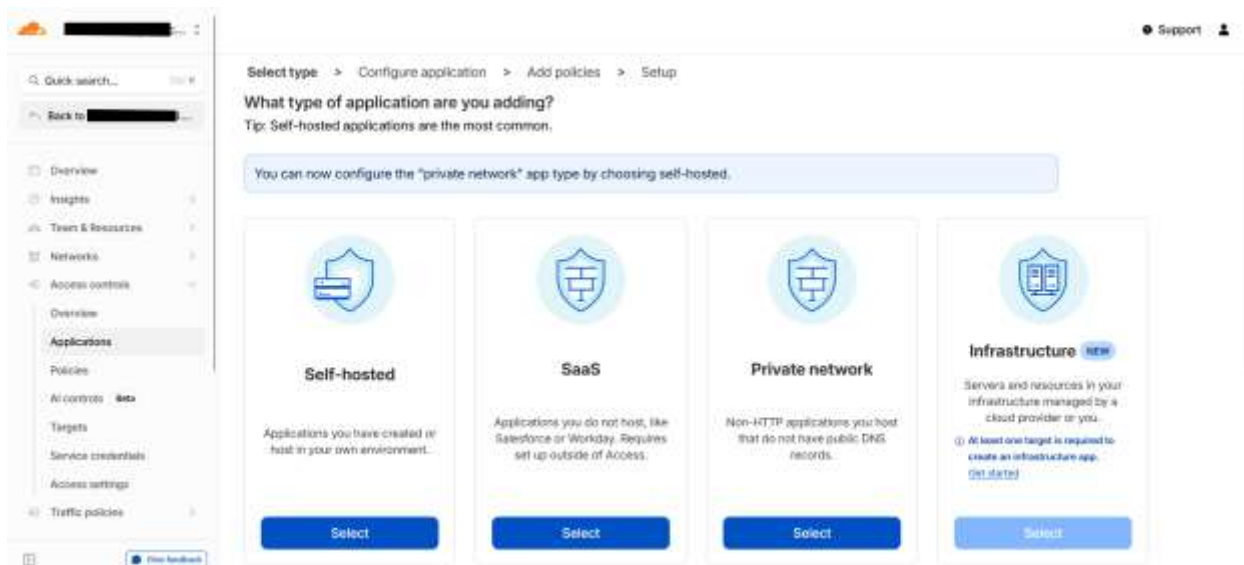 Support
Quick search...
Back to
Overview
Insights
Team & Resources
Networks
Access controls
Overview
Applications
Policies
AI controls Beta
Targets
Service credentials
Access settings
Traffic policies
Give feedback
Select type > Configure application > Add policies > Setup
What type of application are you adding?
Tip: Self-hosted applications are the most common.
You can now configure the "private network" app type by choosing self-hosted.
Self-hosted
Applications you have created or
host in your own environment.
Select
SaaS
Applications you do not host, like
Salesforce or Workday. Requires
set up outside of Access.
Select
Private network
Non-HTTP applications you host
that do not have public DNS
records.
Select
Infrastructure NEW
Servers and resources in your
infrastructure managed by a
cloud provider or you.
At least one target is required to
create an infrastructure app.
Get started
Select